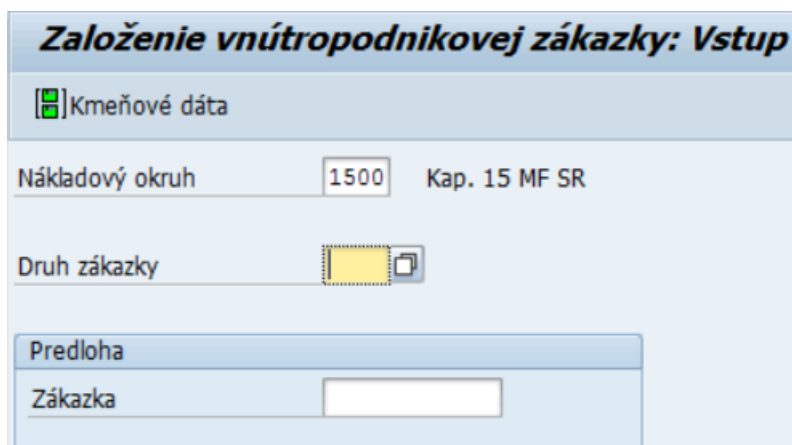 Založenie vnútropodnikovej zákazky: Vstup
Kmeňové dáta
Nákladový okruh 1500 Kap. 15 MF SR
Druh zákazky
Predloha
Zákazka